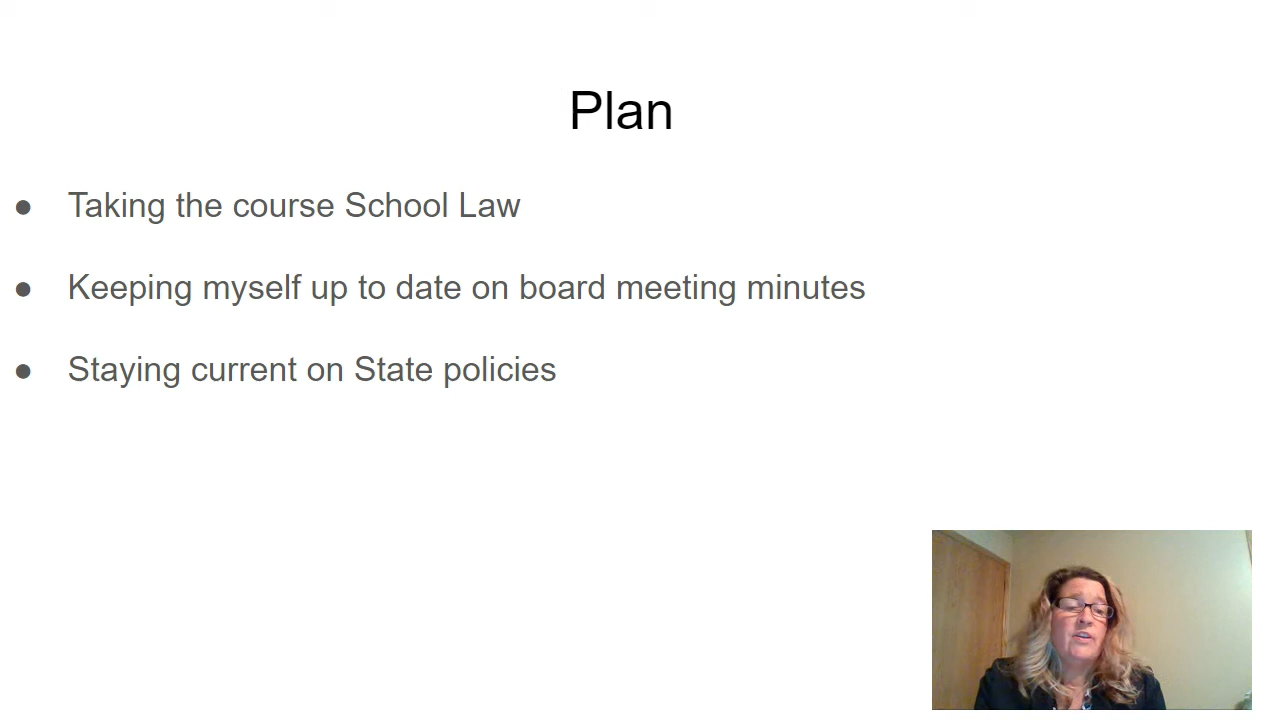 Plan
● Taking the course School Law
● Keeping myself up to date on board meeting minutes
● Staying current on State policies